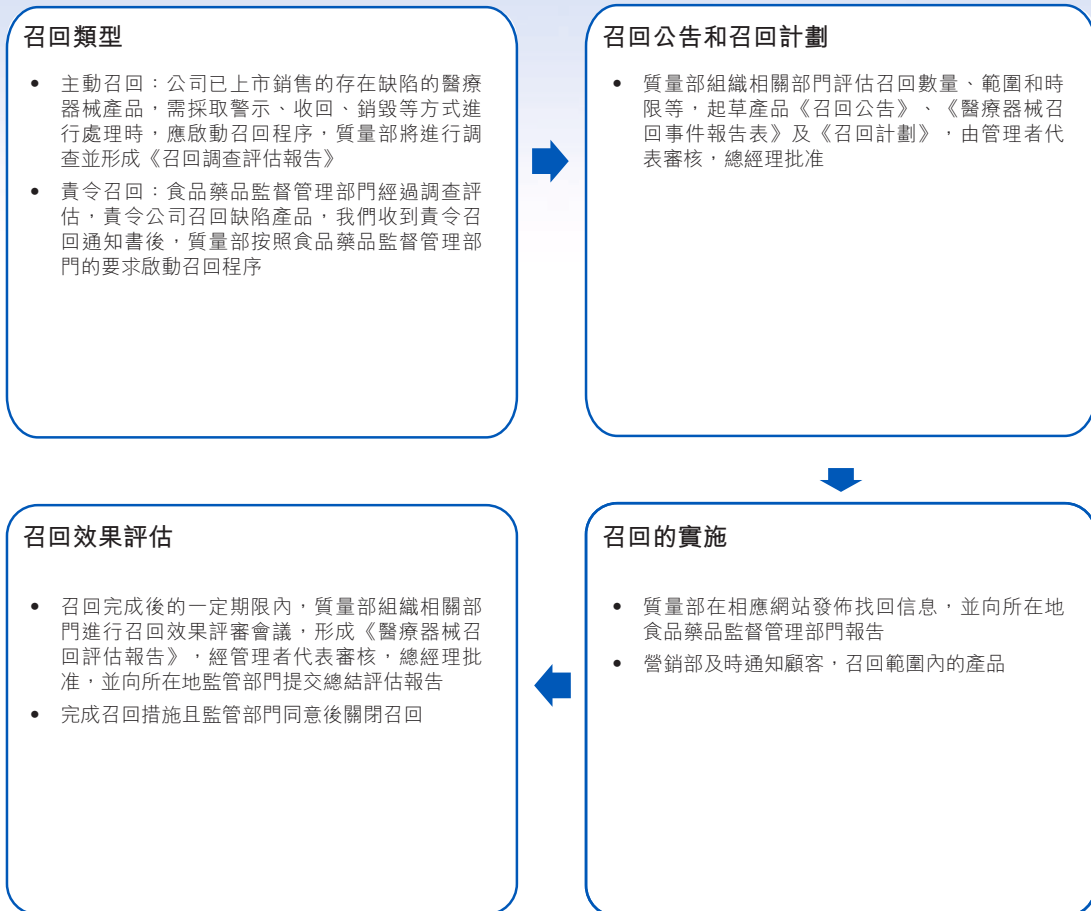 召回類型
• 主動召回：公司已上市銷售的存在缺陷的醫療
器械產品，需採取警示、收回、銷毀等方式進
行處理時，應啟動召回程序，質量部將進行調
查並形成《召回調查評估報告》
• 責令召回：食品藥品監督管理部門經過調查評
估，責令公司召回缺陷產品，我們收到責令召
回通知書後，質量部按照食品藥品監督管理部
門的要求啟動召回程序
召回公告和召回計劃
• 質量部組織相關部門評估召回數量、範圍和時
限等，起草產品《召回公告》、《醫療器械召
回事件報告表》及《召回計劃》，由管理者代
表審核，總經理批准
召回的實施
• 質量部在相應網站發佈找回信息，並向所在地
食品藥品監督管理部門報告
• 營銷部及時通知顧客，召回範圍內的產品
召回效果評估
• 召回完成後的一定期限內，質量部組織相關部
門進行召回效果評審會議，形成《醫療器械召
回評估報告》，經管理者代表審核，總經理批
准，並向所在地監管部門提交總結評估報告
• 完成召回措施且監管部門同意後關閉召回